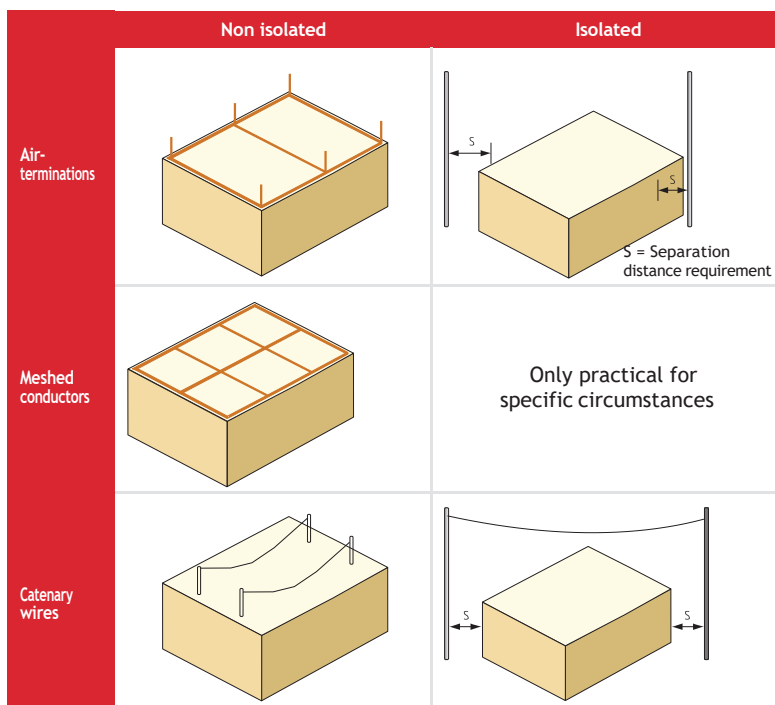 Non isolated
Isolated
Air-
terminations
S
S
S = Separation
distance requirement
Meshed
conductors
Only practical for
specific circumstances
Catenary
wires
S
S